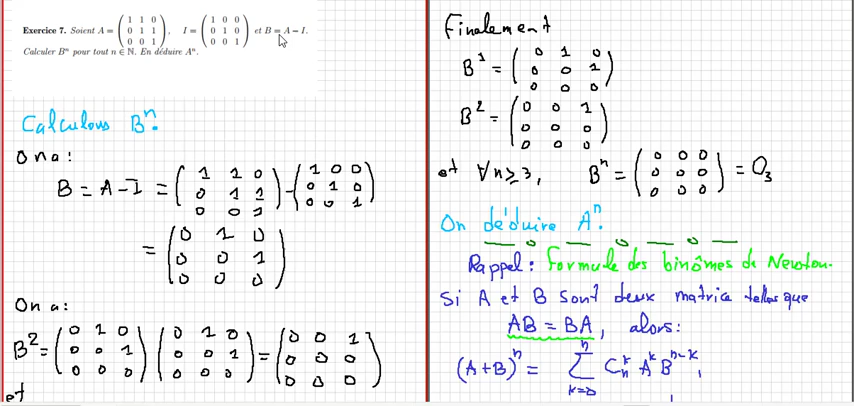 Exercice 7. Soient A = ( 1 1 0 ; 0 1 1 ; 0 0 1 ), I = ( 1 0 0 ; 0 1 0 ; 0 0 1 ) et B = A − I.
Calculer Bⁿ pour tout n ∈ ℕ. En déduire Aⁿ.
Calculons Bⁿ.
On a:
B = A − I = ( 1 1 0 ; 0 1 1 ; 0 0 1 ) − ( 1 0 0 ; 0 1 0 ; 0 0 1 )
= ( 0 1 0 ; 0 0 1 ; 0 0 0 )
On a:
B² = ( 0 1 0 ; 0 0 1 ; 0 0 0 ) ( 0 1 0 ; 0 0 1 ; 0 0 0 ) = ( 0 0 1 ; 0 0 0 ; 0 0 0 )
et
Finalement
B¹ = ( 0 1 0 ; 0 0 1 ; 0 0 0 )
B² = ( 0 0 1 ; 0 0 0 ; 0 0 0 )
et ∀n ≥ 3, Bⁿ = ( 0 0 0 ; 0 0 0 ; 0 0 0 ) = O₃
On déduire Aⁿ.
Rappel: Formule des binômes de Newton.
Si A et B sont deux matrice telles que
AB = BA, alors:
(A+B)ⁿ = Σ_{k=0}^{n} C_n^k A^k B^{n-k},